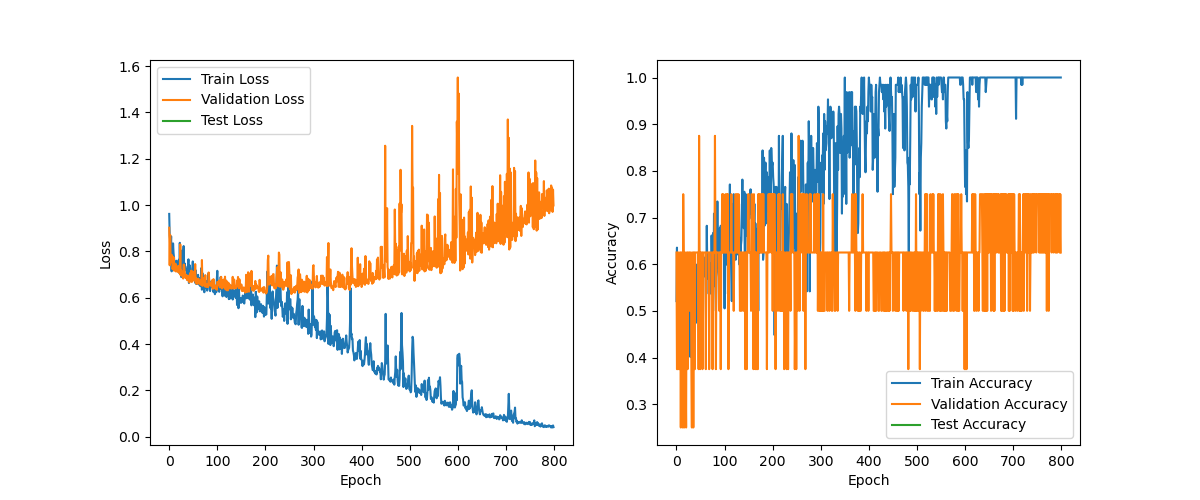 1.6
1.4
1.2
1.0
0.8
0.6
0.4
0.2
0.0
Loss
0 100 200 300 400 500 600 700 800
Epoch
Train Loss
Validation Loss
Test Loss
1.0
0.9
0.8
0.7
0.6
0.5
0.4
0.3
Accuracy
0 100 200 300 400 500 600 700 800
Epoch
Train Accuracy
Validation Accuracy
Test Accuracy